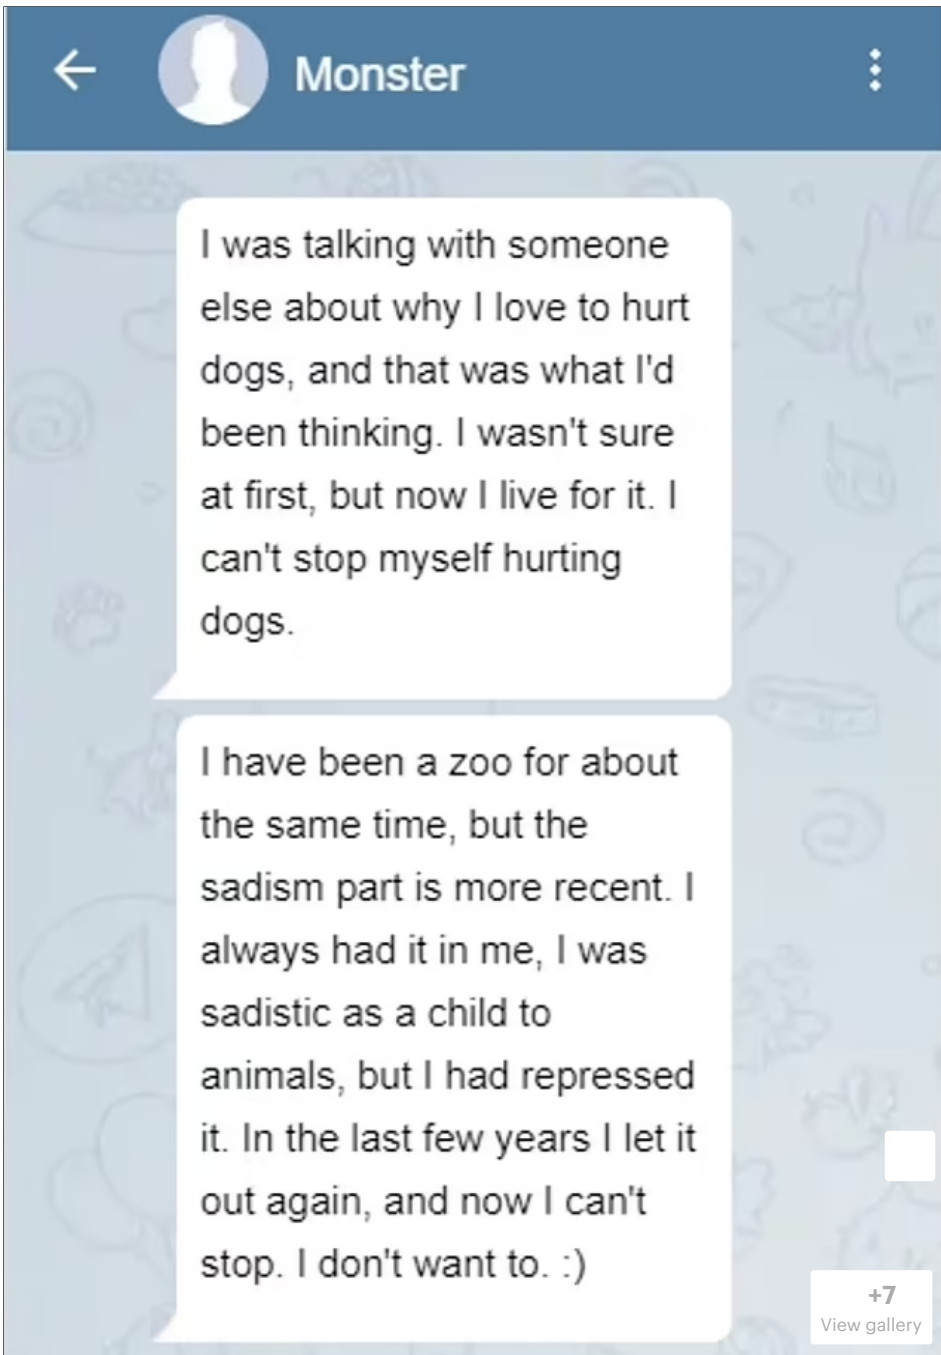 Monster
I was talking with someone
else about why I love to hurt
dogs, and that was what I'd
been thinking. I wasn't sure
at first, but now I live for it. I
can't stop myself hurting
dogs.
I have been a zoo for about
the same time, but the
sadism part is more recent. I
always had it in me, I was
sadistic as a child to
animals, but I had repressed
it. In the last few years I let it
out again, and now I can't
stop. I don't want to. :)
+7
View gallery